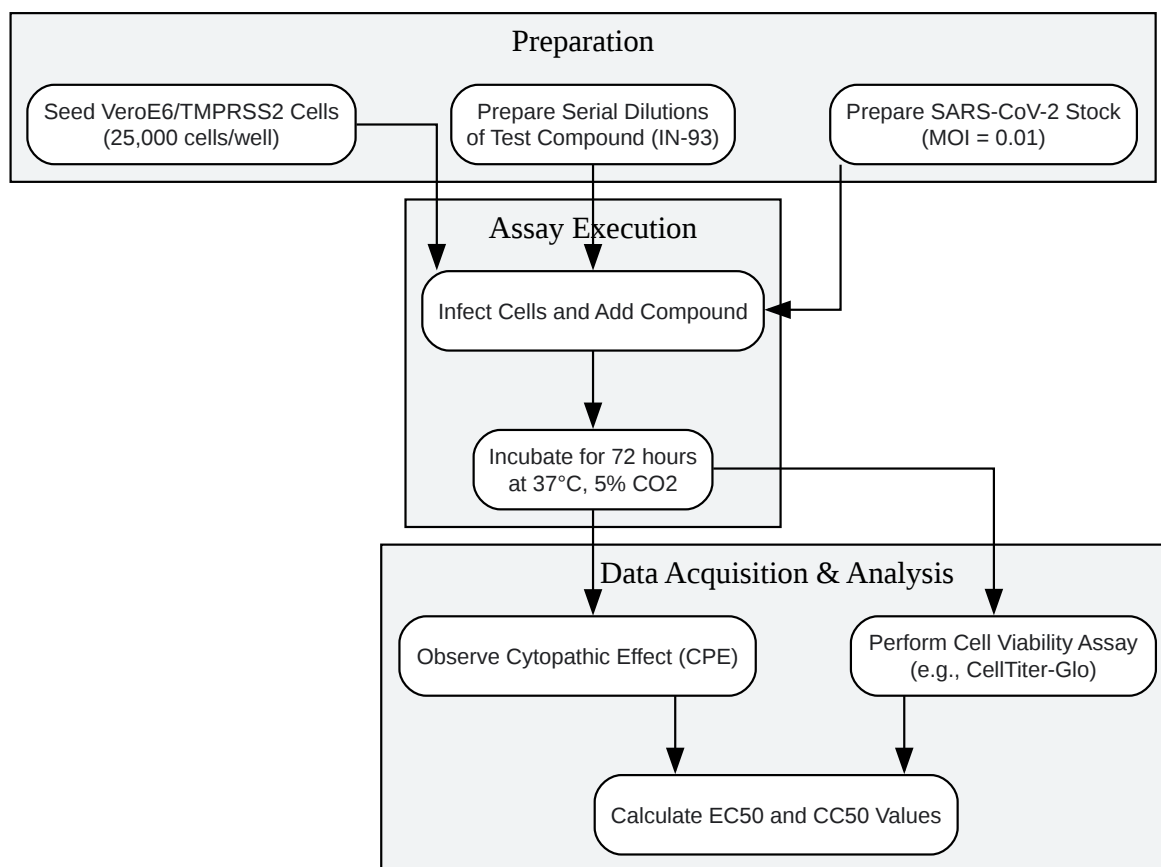 Preparation
Seed VeroE6/TMPRSS2 Cells
(25,000 cells/well)
Prepare Serial Dilutions
of Test Compound (IN-93)
Prepare SARS-CoV-2 Stock
(MOI = 0.01)
Assay Execution
Infect Cells and Add Compound
Incubate for 72 hours
at 37°C, 5% CO2
Data Acquisition & Analysis
Observe Cytopathic Effect (CPE)
Perform Cell Viability Assay
(e.g., CellTiter-Glo)
Calculate EC50 and CC50 Values